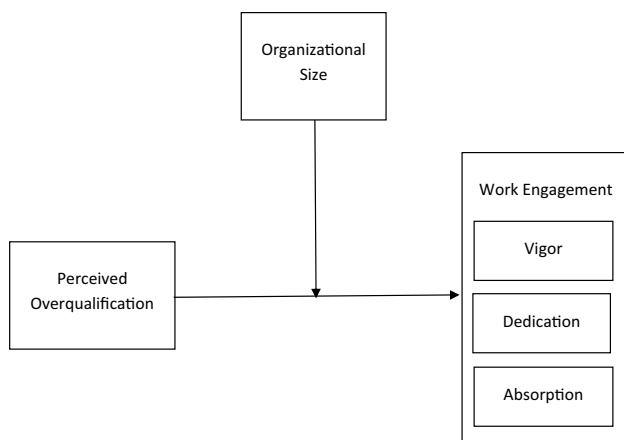 Organizational
Size
Work Engagement
Vigor
Perceived
Overqualification
Dedication
Absorption